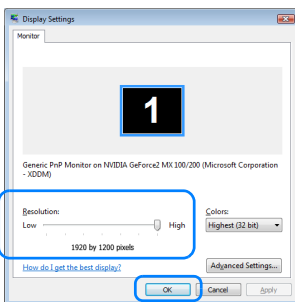 Display Settings
Monitor
1
Generic PnP Monitor on NVIDIA GeForce2 MX 100/200 (Microsoft Corporation
- XDDM)
Resolution:
Colors:
Low High
Highest (32 bit)
1920 by 1200 pixels
How do I get the best display?
Advanced Settings...
OK Cancel Apply